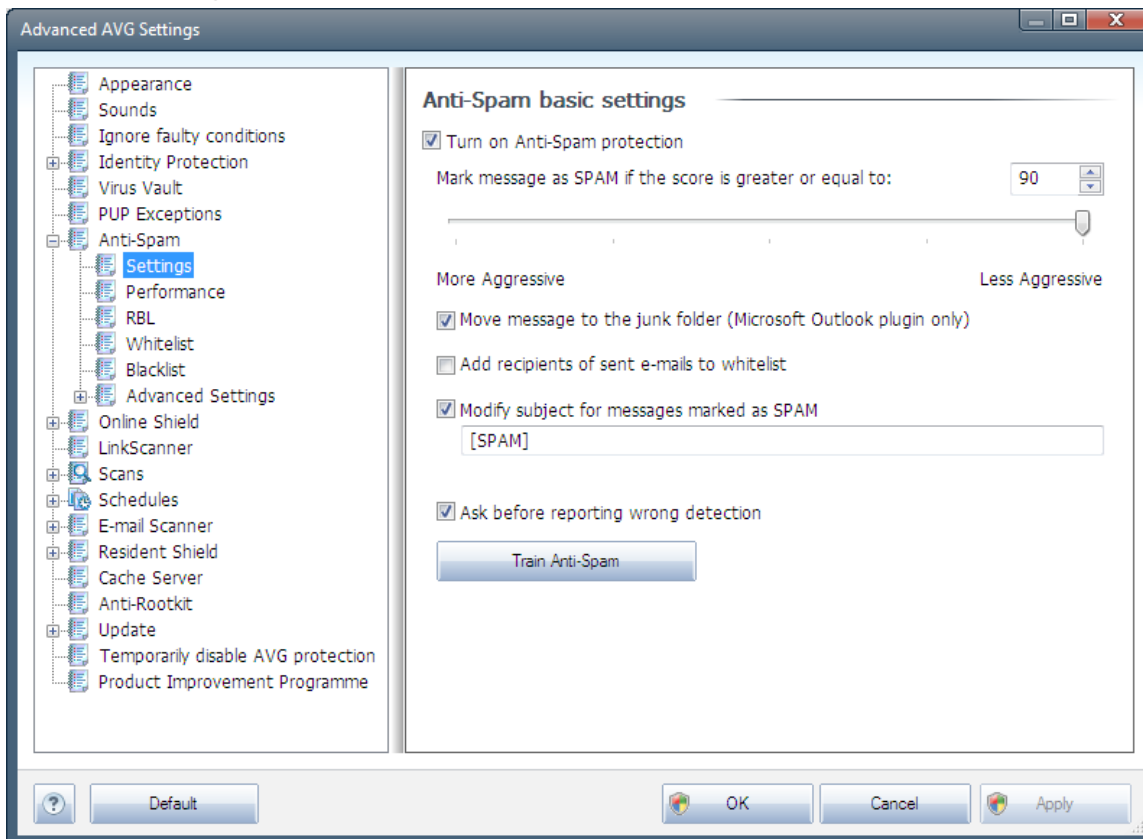 Advanced AVG Settings
Appearance
Sounds
Ignore faulty conditions
Identity Protection
Virus Vault
PUP Exceptions
Anti-Spam
Settings
Performance
RBL
Whitelist
Blacklist
Advanced Settings
Online Shield
LinkScanner
Scans
Schedules
E-mail Scanner
Resident Shield
Cache Server
Anti-Rootkit
Update
Temporarily disable AVG protection
Product Improvement Programme
Anti-Spam basic settings
Turn on Anti-Spam protection
Mark message as SPAM if the score is greater or equal to: 90
More Aggressive Less Aggressive
Move message to the junk folder (Microsoft Outlook plugin only)
Add recipients of sent e-mails to whitelist
Modify subject for messages marked as SPAM
[SPAM]
Ask before reporting wrong detection
Train Anti-Spam
? Default OK Cancel Apply